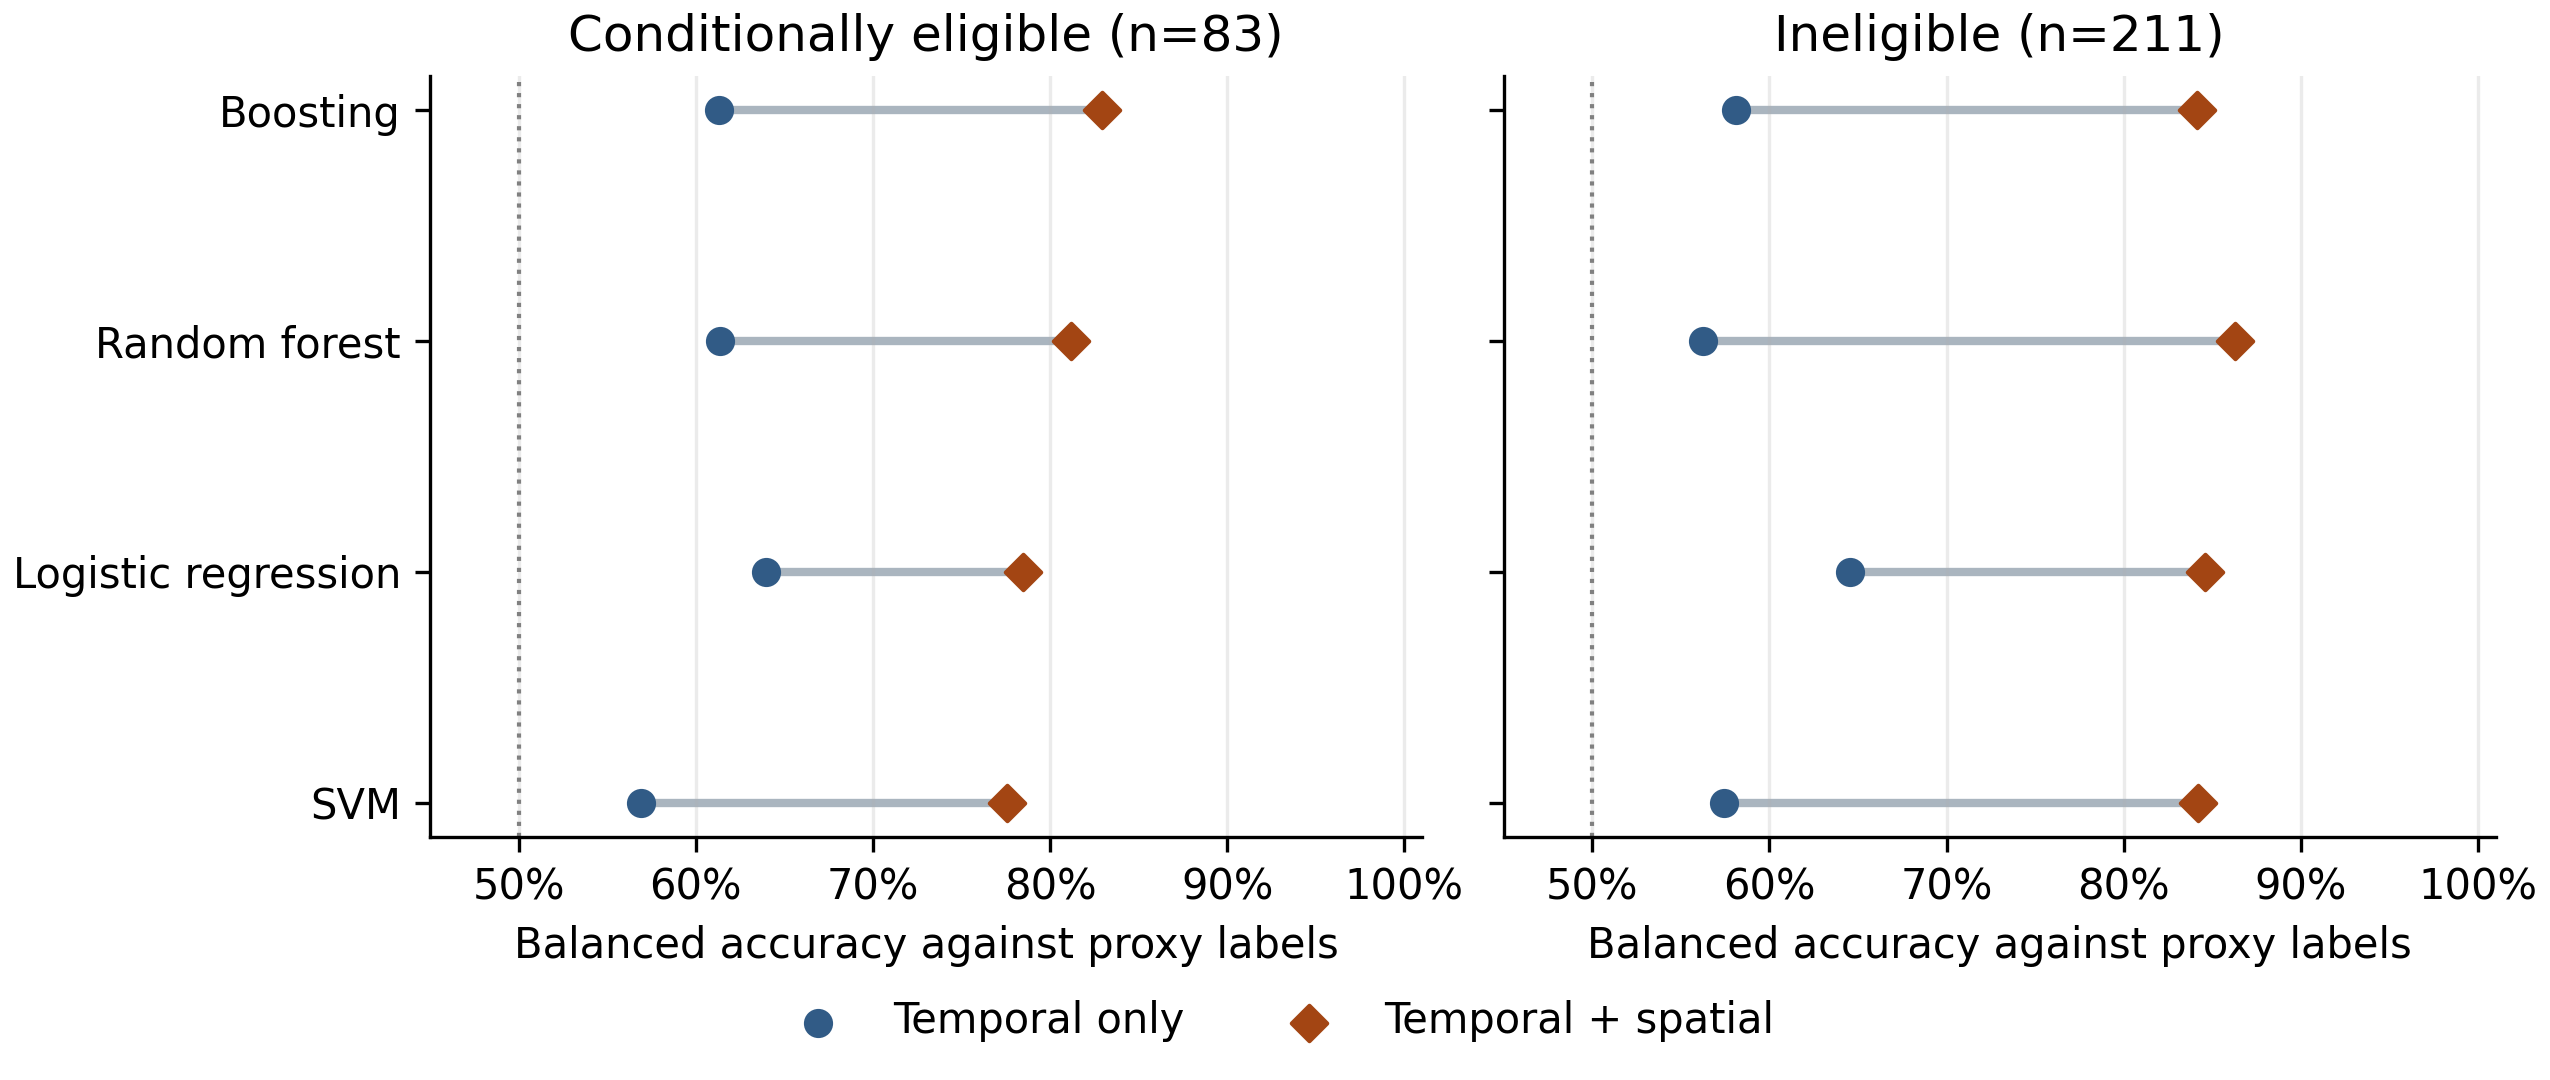 Conditionally eligible (n=83)
Ineligible (n=211)
Boosting
Random forest
Logistic regression
SVM
50% 60% 70% 80% 90% 100%
50% 60% 70% 80% 90% 100%
Balanced accuracy against proxy labels
Balanced accuracy against proxy labels
Temporal only
Temporal + spatial